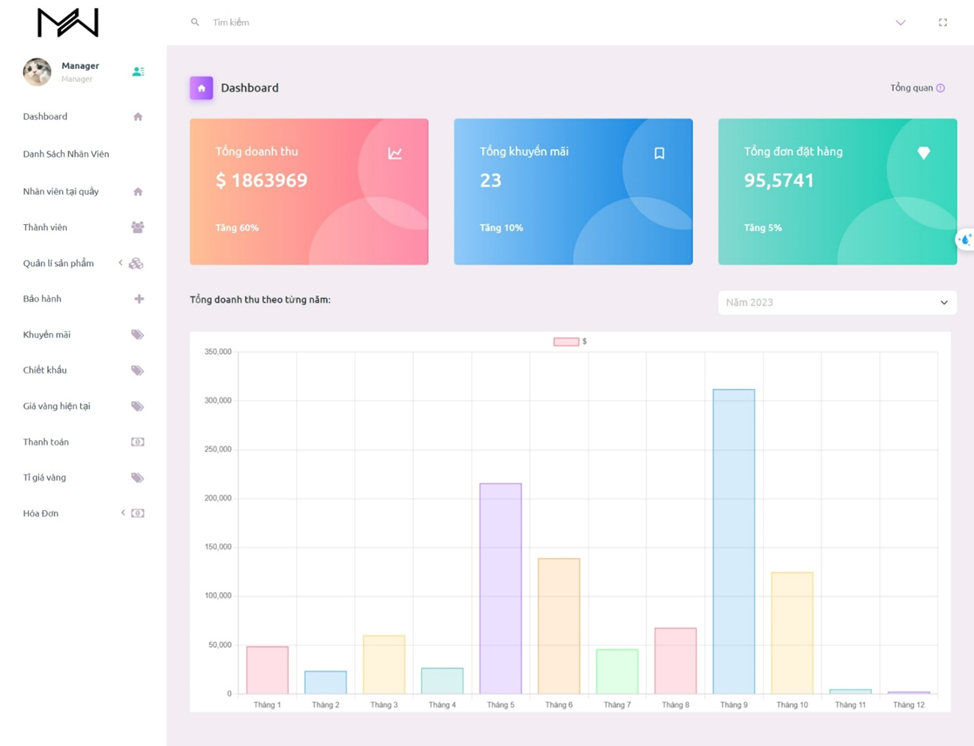 Tìm kiếm
Manager
Manager
Dashboard
Danh Sách Nhân Viên
Nhân viên tại quầy
Thành viên
Quản lí sản phẩm
Bảo hành
Khuyến mãi
Chiết khấu
Giá vàng hiện tại
Thanh toán
Tỉ giá vàng
Hóa Đơn
Dashboard
Tổng quan
Tổng doanh thu
$ 1863969
Tăng 60%
Tổng khuyến mãi
23
Tăng 10%
Tổng đơn đặt hàng
95,5741
Tăng 5%
Tổng doanh thu theo từng năm:
Năm 2023
$
350,000
300,000
250,000
200,000
150,000
100,000
50,000
0
Tháng 1 Tháng 2 Tháng 3 Tháng 4 Tháng 5 Tháng 6 Tháng 7 Tháng 8 Tháng 9 Tháng 10 Tháng 11 Tháng 12